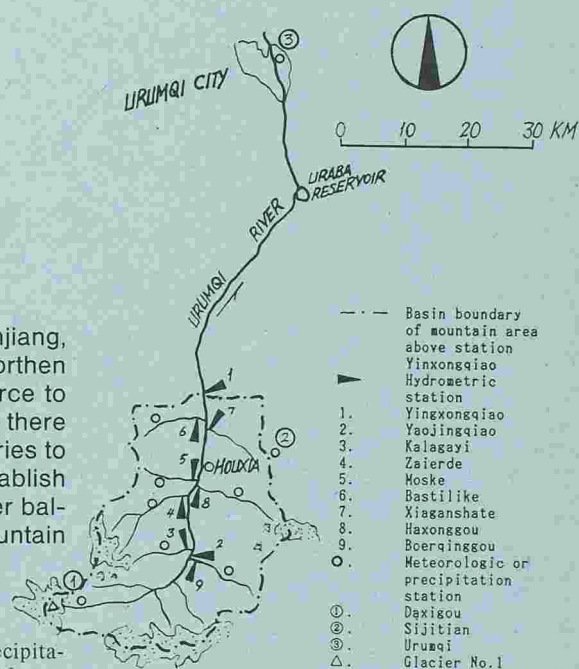 ③
URUMQI CITY
0 10 20 30 KM
URABA
RESERVOIR
URUMQI RIVER
njiang,
orthen
rce to
there
ries to
ablish
er bal-
untain
ecipita-
1
7
6
②
5
HOUXIA
8
4
3
2
①
9
Basin boundary
of mountain area
above station
Yinxongqiao
Hydrometric
station
1. Yingxongqiao
2. Yaojingqiao
3. Kalagayi
4. Zaierde
5. Moske
6. Bastilike
7. Xiaganshate
8. Haxonggou
9. Boerqinggou
O. Meteorologic or
precipitation
station
①. Daxigou
②. Sijitian
③. Urumqi
△. Glacier No.1